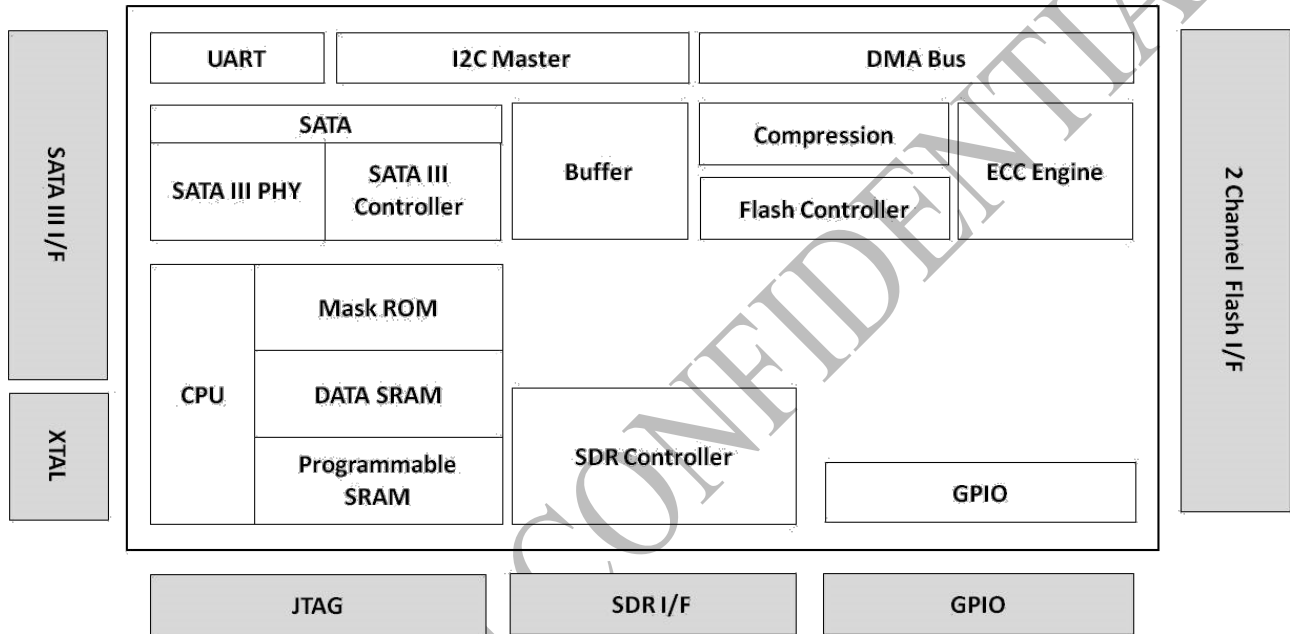 UART
I2C Master
DMA Bus
SATA
SATA III PHY
SATA III
Controller
Buffer
Compression
Flash Controller
ECC Engine
SATA III I/F
2 Channel Flash I/F
CPU
Mask ROM
DATA SRAM
Programmable
SRAM
SDR Controller
GPIO
XTAL
JTAG
SDR I/F
GPIO
CONFIDENTIA